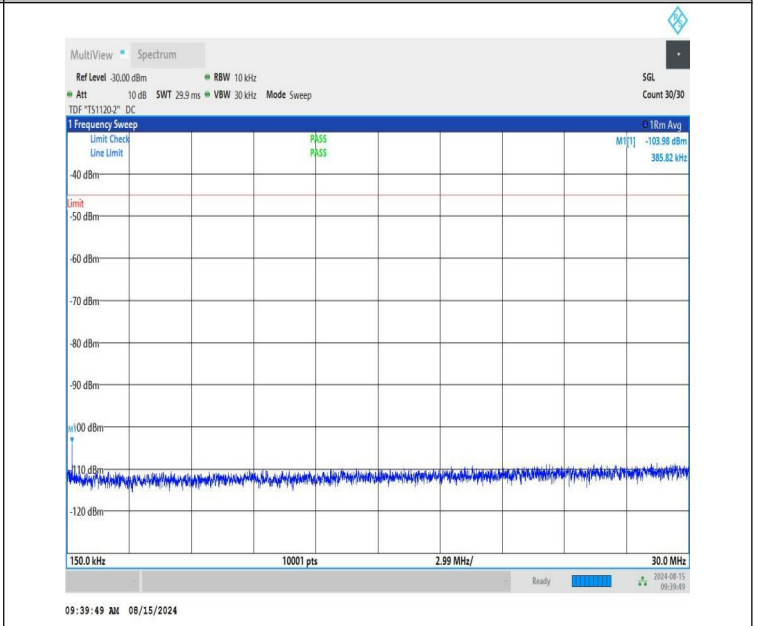 MultiView Spectrum
Ref Level -30.00 dBm RBW 10 kHz SGL
Att 10 dB SWT 29.9 ms VBW 30 kHz Mode Sweep Count 30/30
TDF "TS1120-2" DC
1 Frequency Sweep 1Rm Avg
Limit Check PASS M1[1] -103.98 dBm
Line Limit PASS 385.82 kHz
-40 dBm
Limit
-50 dBm
-60 dBm
-70 dBm
-80 dBm
-90 dBm
M1
-100 dBm
-110 dBm
-120 dBm
150.0 kHz 10001 pts 2.99 MHz/ 30.0 MHz
Ready 2024-08-15
09:39:49
09:39:49 AM 08/15/2024